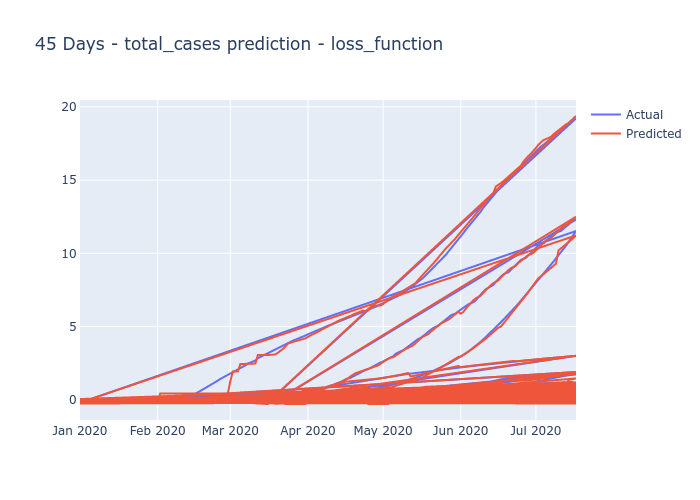 45 Days - total_cases prediction - loss_function
20
15
10
5
0
Jan 2020 Feb 2020 Mar 2020 Apr 2020 May 2020 Jun 2020 Jul 2020
Actual
Predicted